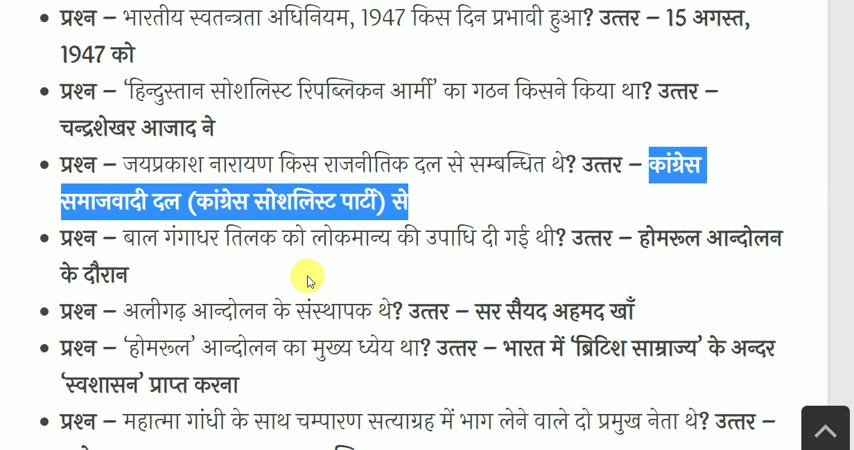 प्रश्न – भारतीय स्वतन्त्रता अधिनियम, 1947 किस दिन प्रभावी हुआ? उत्तर – 15 अगस्त,
1947 को
प्रश्न – ‘हिन्दुस्तान सोशलिस्ट रिपब्लिकन आर्मी’ का गठन किसने किया था? उत्तर –
चन्द्रशेखर आजाद ने
प्रश्न – जयप्रकाश नारायण किस राजनीतिक दल से सम्बन्धित थे? उत्तर – कांग्रेस
समाजवादी दल (कांग्रेस सोशलिस्ट पार्टी) से
प्रश्न – बाल गंगाधर तिलक को लोकमान्य की उपाधि दी गई थी? उत्तर – होमरूल आन्दोलन
के दौरान
प्रश्न – अलीगढ़ आन्दोलन के संस्थापक थे? उत्तर – सर सैयद अहमद खाँ
प्रश्न – ‘होमरूल’ आन्दोलन का मुख्य ध्येय था? उत्तर – भारत में ‘ब्रिटिश साम्राज्य’ के अन्दर
‘स्वशासन’ प्राप्त करना
प्रश्न – महात्मा गांधी के साथ चम्पारण सत्याग्रह में भाग लेने वाले दो प्रमुख नेता थे? उत्तर –